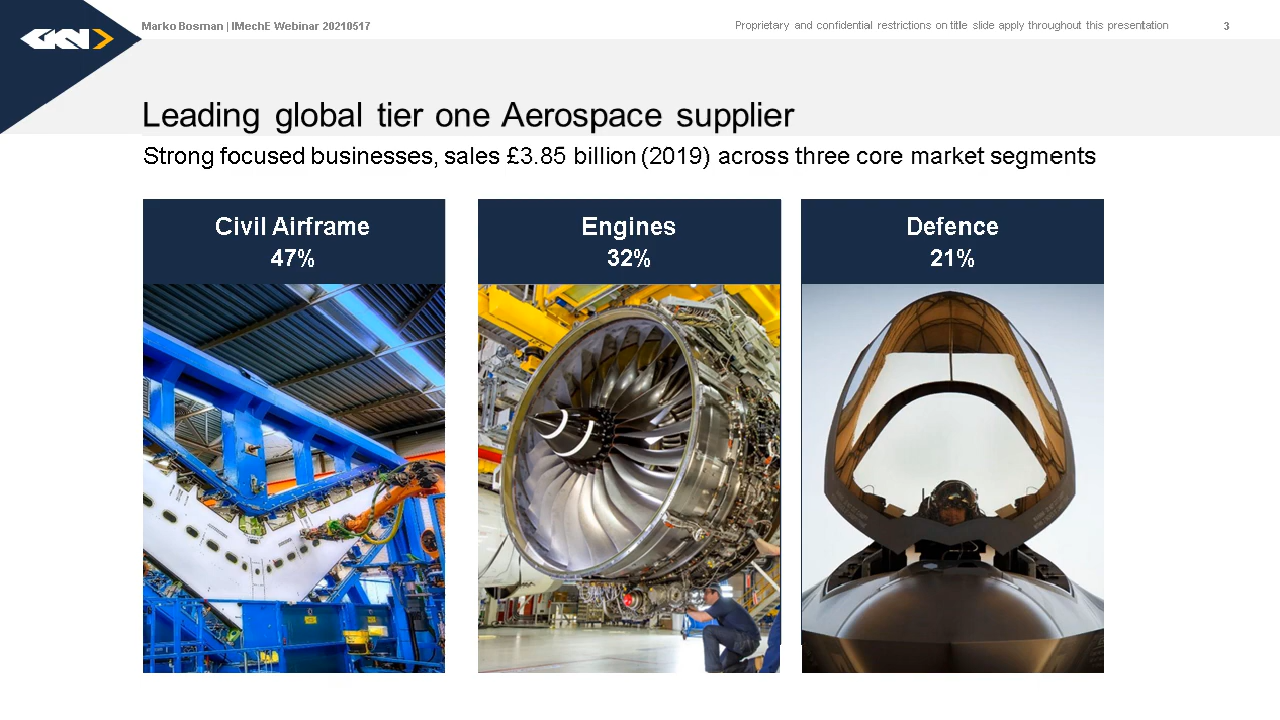 Marko Bosman | IMechE Webinar 20210517
Proprietary and confidential restrictions on title slide apply throughout this presentation
3
GKN
Leading global tier one Aerospace supplier
Strong focused businesses, sales £3.85 billion (2019) across three core market segments
Civil Airframe
47%
Engines
32%
Defence
21%